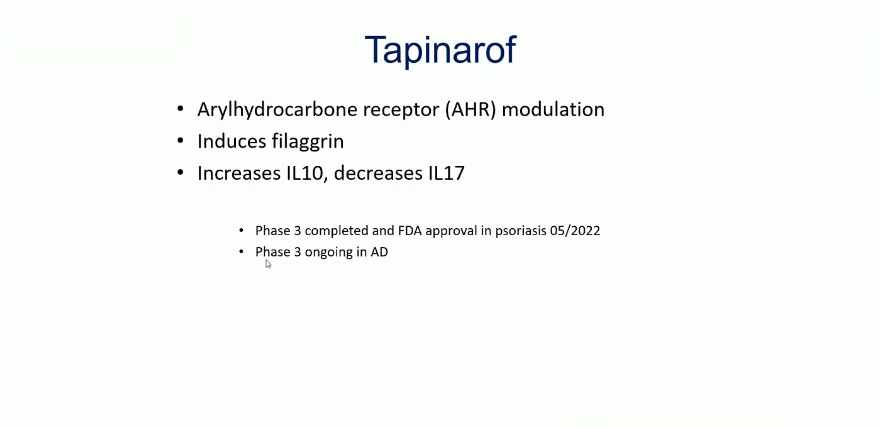 Tapinarof
• Arylhydrocarbone receptor (AHR) modulation
• Induces filaggrin
• Increases IL10, decreases IL17
• Phase 3 completed and FDA approval in psoriasis 05/2022
• Phase 3 ongoing in AD